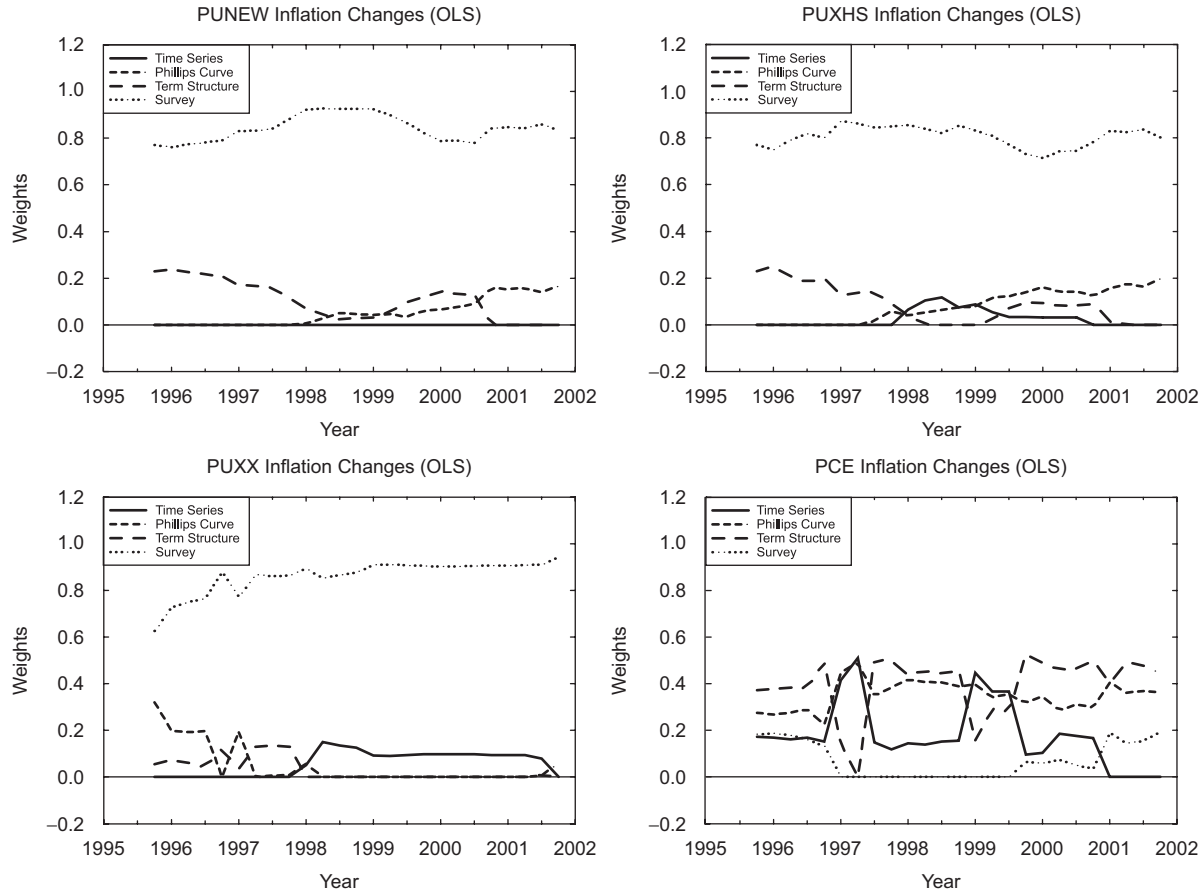 PUNEW Inflation Changes (OLS)
1.2
1.0
0.8
0.6
0.4
0.2
0.0
–0.2
Weights
Time Series
Phillips Curve
Term Structure
Survey
1995 1996 1997 1998 1999 2000 2001 2002
Year
PUXHS Inflation Changes (OLS)
1.2
1.0
0.8
0.6
0.4
0.2
0.0
–0.2
Weights
Time Series
Phillips Curve
Term Structure
Survey
1995 1996 1997 1998 1999 2000 2001 2002
Year
PUXX Inflation Changes (OLS)
1.2
1.0
0.8
0.6
0.4
0.2
0.0
–0.2
Weights
Time Series
Phillips Curve
Term Structure
Survey
1995 1996 1997 1998 1999 2000 2001 2002
Year
PCE Inflation Changes (OLS)
1.2
1.0
0.8
0.6
0.4
0.2
0.0
–0.2
Weights
Time Series
Phillips Curve
Term Structure
Survey
1995 1996 1997 1998 1999 2000 2001 2002
Year